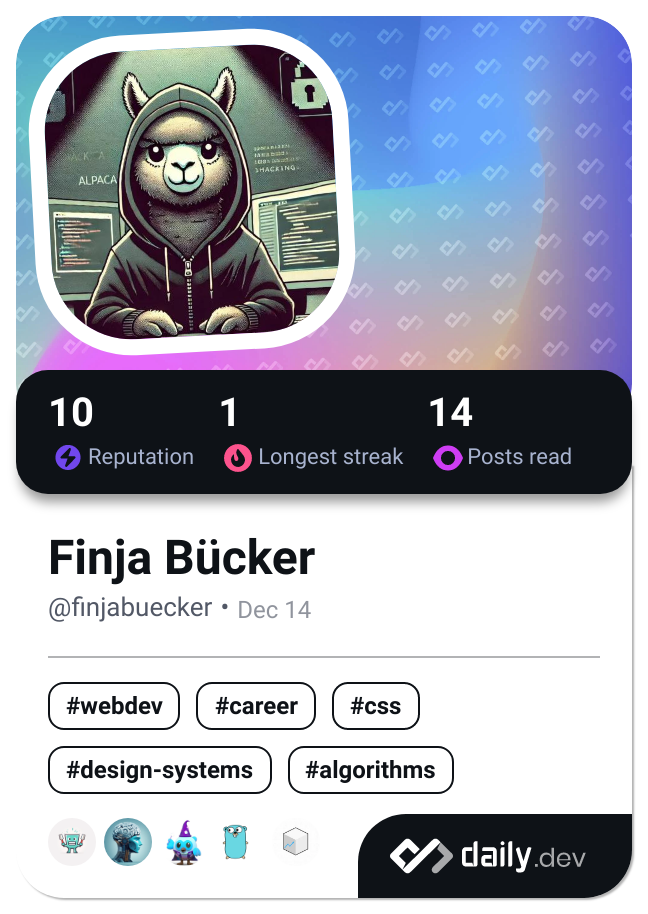 ALPACA
HACKING
10 1 14
Reputation Longest streak Posts read
Finja Bücker
@finjabuecker • Dec 14
#webdev #career #css
#design-systems #algorithms
daily.dev